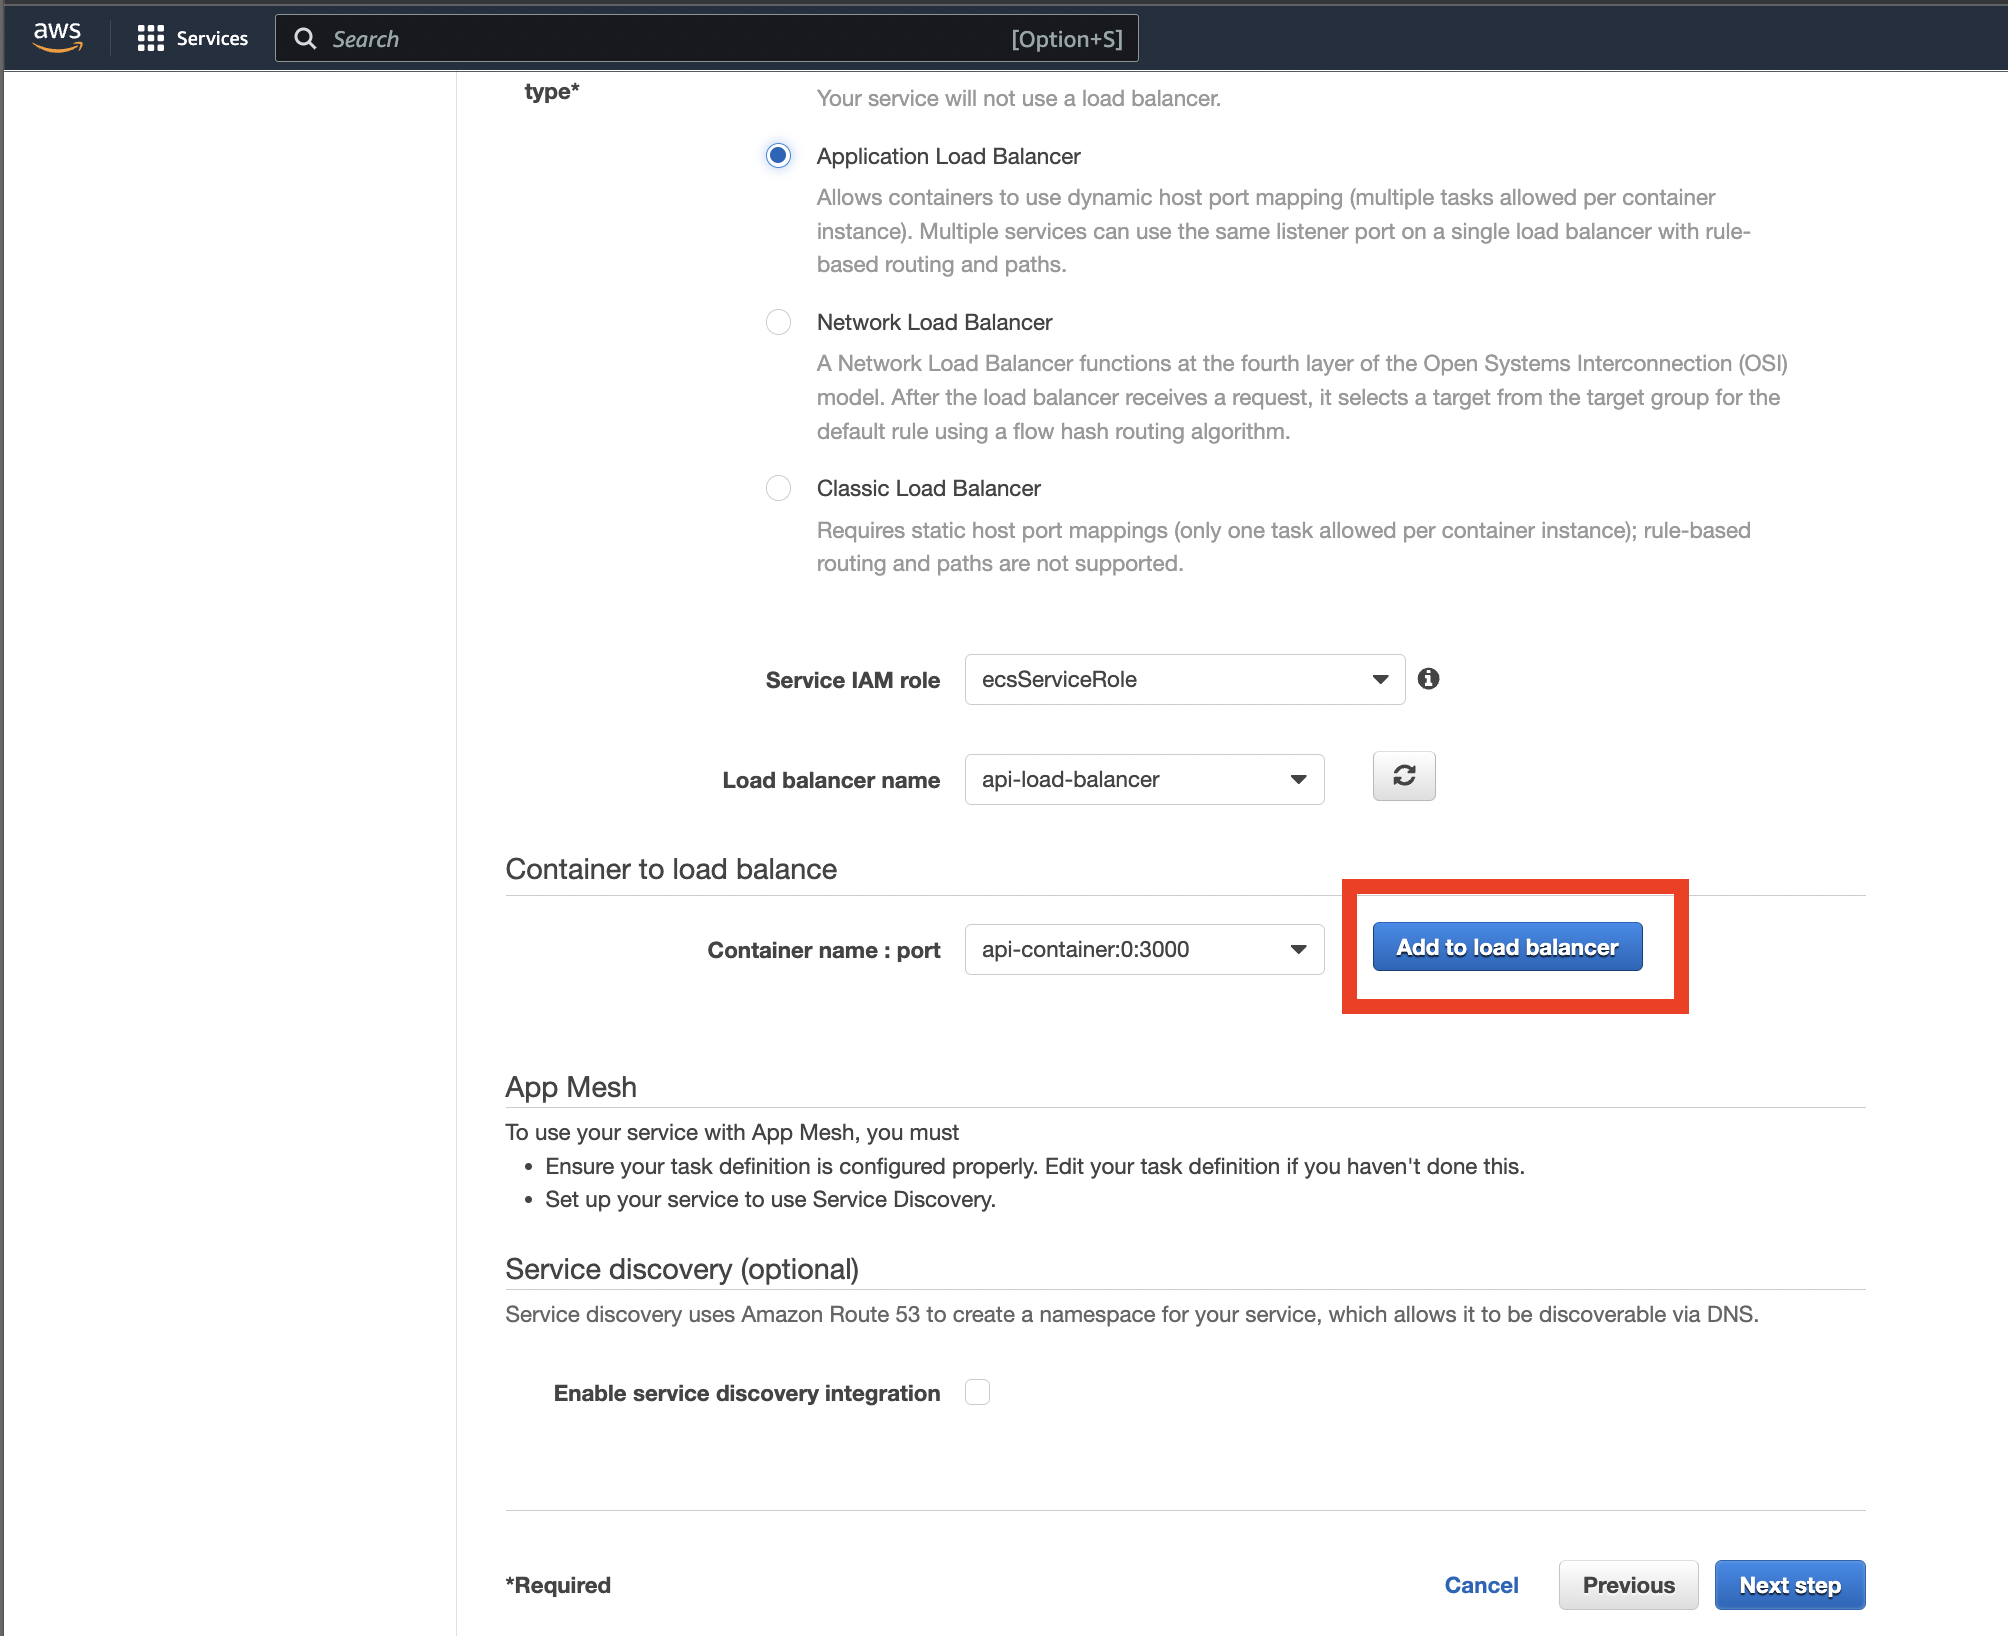 aws
Services
Search
[Option+S]
type*
Your service will not use a load balancer.
Application Load Balancer
Allows containers to use dynamic host port mapping (multiple tasks allowed per container
instance). Multiple services can use the same listener port on a single load balancer with rule-
based routing and paths.
Network Load Balancer
A Network Load Balancer functions at the fourth layer of the Open Systems Interconnection (OSI)
model. After the load balancer receives a request, it selects a target from the target group for the
default rule using a flow hash routing algorithm.
Classic Load Balancer
Requires static host port mappings (only one task allowed per container instance); rule-based
routing and paths are not supported.
Service IAM role
ecsServiceRole
Load balancer name
api-load-balancer
Container to load balance
Container name : port
api-container:0:3000
Add to load balancer
App Mesh
To use your service with App Mesh, you must
• Ensure your task definition is configured properly. Edit your task definition if you haven't done this.
• Set up your service to use Service Discovery.
Service discovery (optional)
Service discovery uses Amazon Route 53 to create a namespace for your service, which allows it to be discoverable via DNS.
Enable service discovery integration
*Required
Cancel
Previous
Next step